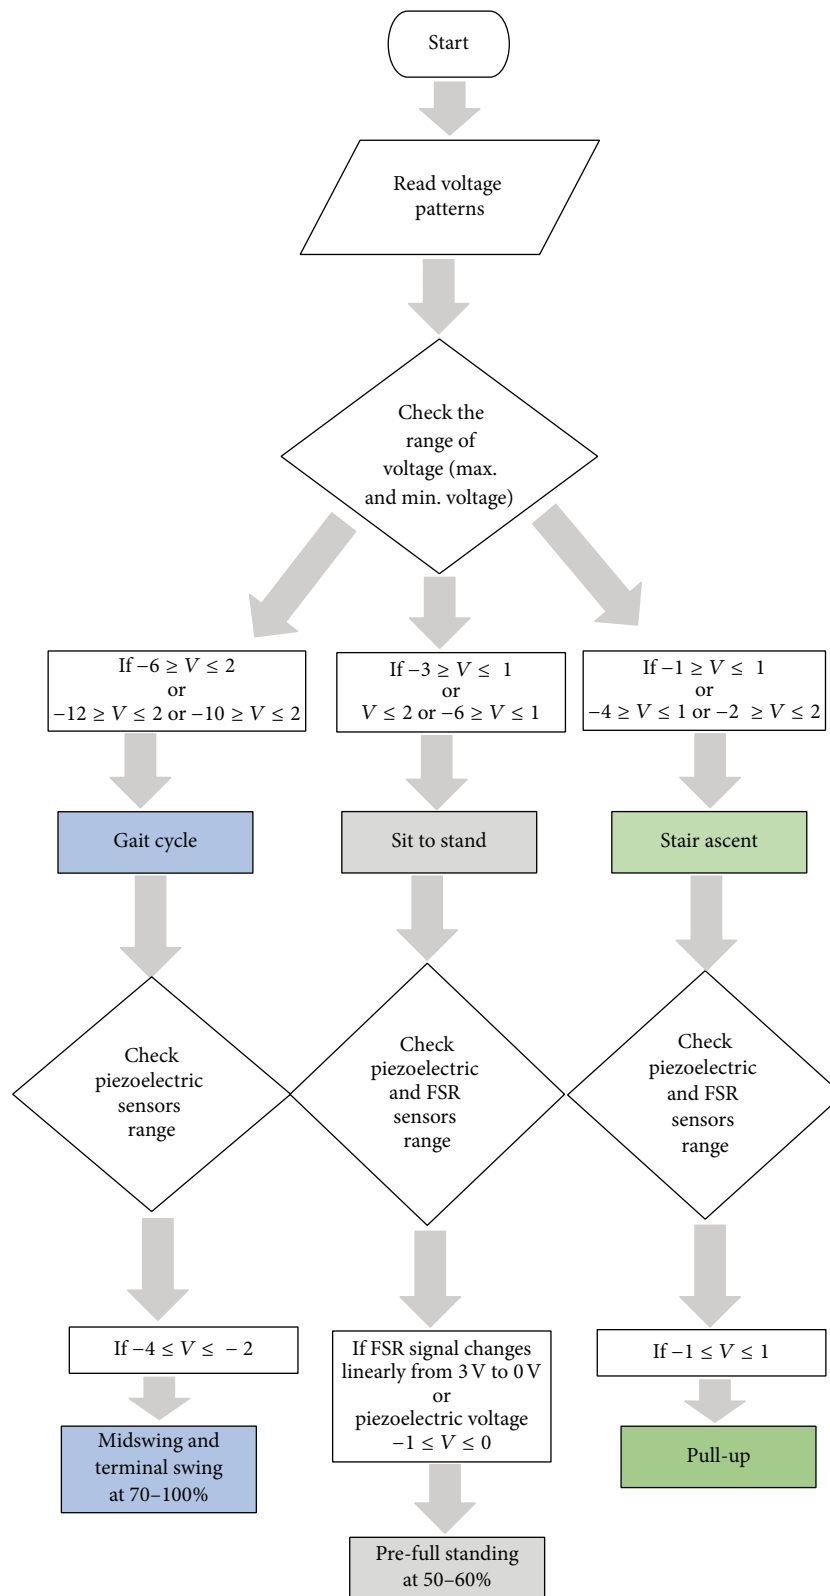 Start
Read voltage
patterns
Check the
range of
voltage (max.
and min. voltage)
If −6 ≥ V ≤ 2
or
−12 ≥ V ≤ 2 or −10 ≥ V ≤ 2
If −3 ≥ V ≤ 1
or
V ≤ 2 or −6 ≥ V ≤ 1
If −1 ≥ V ≤ 1
or
−4 ≥ V ≤ 1 or −2 ≥ V ≤ 2
Gait cycle
Sit to stand
Stair ascent
Check
piezoelectric
sensors
range
Check
piezoelectric
and FSR
sensors
range
Check
piezoelectric
and FSR
sensors
range
If −4 ≤ V ≤ − 2
If FSR signal changes
linearly from 3 V to 0 V
or
piezoelectric voltage
−1 ≤ V ≤ 0
If −1 ≤ V ≤ 1
Midswing and
terminal swing
at 70–100%
Pull-up
Pre-full standing
at 50–60%